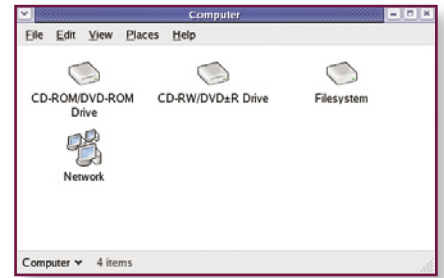 Computer
File Edit View Places Help
CD-ROM/DVD-ROM
Drive
CD-RW/DVD±R Drive
Filesystem
Network
Computer 4 items